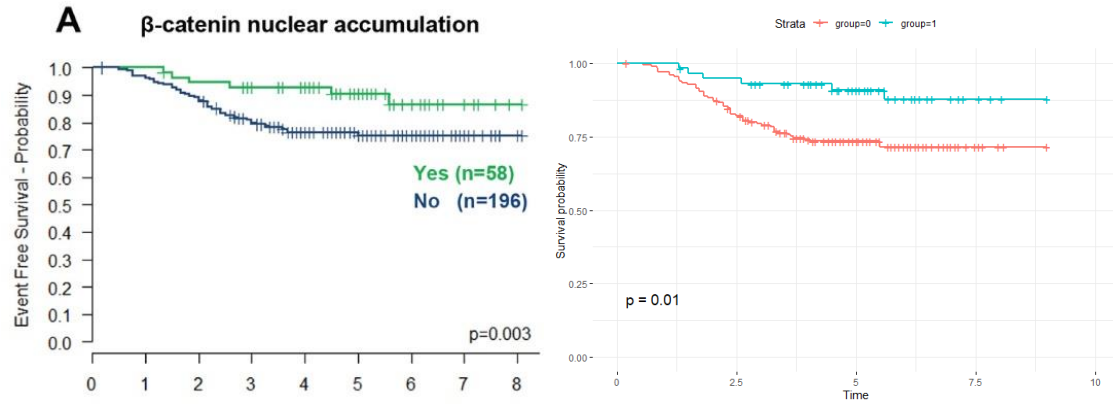 A
β-catenin nuclear accumulation
Event Free Survival - Probability
1.0
0.9
0.8
0.7
0.6
0.5
0.4
0.3
0.2
0.1
0.0
Yes (n=58)
No (n=196)
p=0.003
0 1 2 3 4 5 6 7 8
Strata group=0 group=1
Survival probability
1.00
0.75
0.50
0.25
0.00
p = 0.01
0 2.5 5 7.5 10
Time